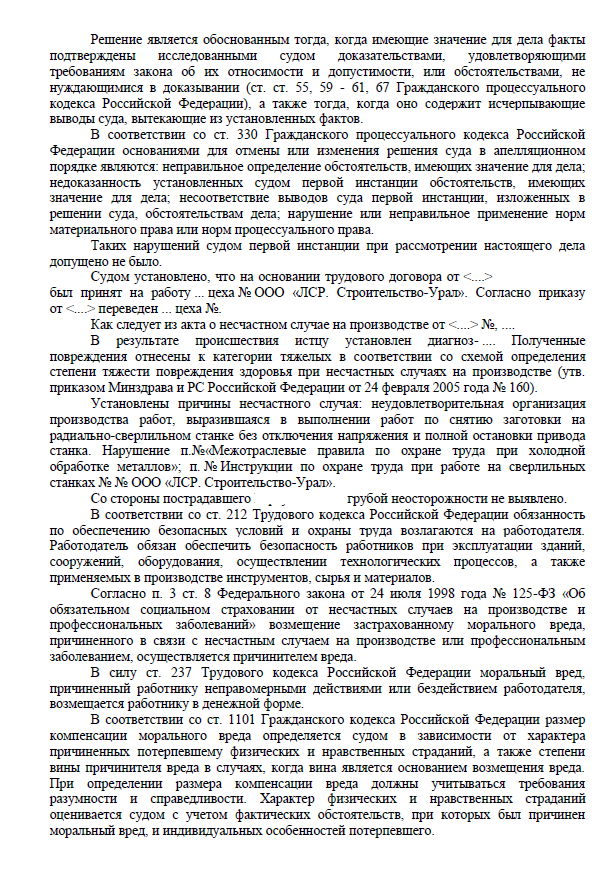 Решение является обоснованным тогда, когда имеющие значение для дела факты
подтверждены исследованными судом доказательствами, удовлетворяющими
требованиям закона об их относимости и допустимости, или обстоятельствами, не
нуждающимися в доказывании (ст. ст. 55, 59 - 61, 67 Гражданского процессуального
кодекса Российской Федерации), а также тогда, когда оно содержит исчерпывающие
выводы суда, вытекающие из установленных фактов.
В соответствии со ст. 330 Гражданского процессуального кодекса Российской
Федерации основаниями для отмены или изменения решения суда в апелляционном
порядке являются: неправильное определение обстоятельств, имеющих значение для дела;
недоказанность установленных судом первой инстанции обстоятельств, имеющих
значение для дела; несоответствие выводов суда первой инстанции, изложенных в
решении суда, обстоятельствам дела; нарушение или неправильное применение норм
материального права или норм процессуального права.
Таких нарушений судом первой инстанции при рассмотрении настоящего дела
допущено не было.
Судом установлено, что на основании трудового договора от <....>
был принят на работу ... цеха № ООО «ЛСР. Строительство-Урал». Согласно приказу
от <....> переведен ... цеха №.
Как следует из акта о несчастном случае на производстве от <....> №, ....
В результате происшествия истцу установлен диагноз- .... Полученные
повреждения отнесены к категории тяжелых в соответствии со схемой определения
степени тяжести повреждения здоровья при несчастных случаях на производстве (утв.
приказом Минздрава и РС Российской Федерации от 24 февраля 2005 года № 160).
Установлены причины несчастного случая: неудовлетворительная организация
производства работ, выразившаяся в выполнении работ по снятию заготовки на
радиально-сверлильном станке без отключения напряжения и полной остановки привода
станка. Нарушение п.№«Межотраслевые правила по охране труда при холодной
обработке металлов»; п. № Инструкции по охране труда при работе на сверлильных
станках № № ООО «ЛСР. Строительство-Урал».
Со стороны пострадавшего грубой неосторожности не выявлено.
В соответствии со ст. 212 Трудового кодекса Российской Федерации обязанность
по обеспечению безопасных условий и охраны труда возлагаются на работодателя.
Работодатель обязан обеспечить безопасность работников при эксплуатации зданий,
сооружений, оборудования, осуществлении технологических процессов, а также
применяемых в производстве инструментов, сырья и материалов.
Согласно п. 3 ст. 8 Федерального закона от 24 июля 1998 года № 125-ФЗ «Об
обязательном социальном страховании от несчастных случаев на производстве и
профессиональных заболеваний» возмещение застрахованному морального вреда,
причиненного в связи с несчастным случаем на производстве или профессиональным
заболеванием, осуществляется причинителем вреда.
В силу ст. 237 Трудового кодекса Российской Федерации моральный вред,
причиненный работнику неправомерными действиями или бездействием работодателя,
возмещается работнику в денежной форме.
В соответствии со ст. 1101 Гражданского кодекса Российской Федерации размер
компенсации морального вреда определяется судом в зависимости от характера
причиненных потерпевшему физических и нравственных страданий, а также степени
вины причинителя вреда в случаях, когда вина является основанием возмещения вреда.
При определении размера компенсации вреда должны учитываться требования
разумности и справедливости. Характер физических и нравственных страданий
оценивается судом с учетом фактических обстоятельств, при которых был причинен
моральный вред, и индивидуальных особенностей потерпевшего.